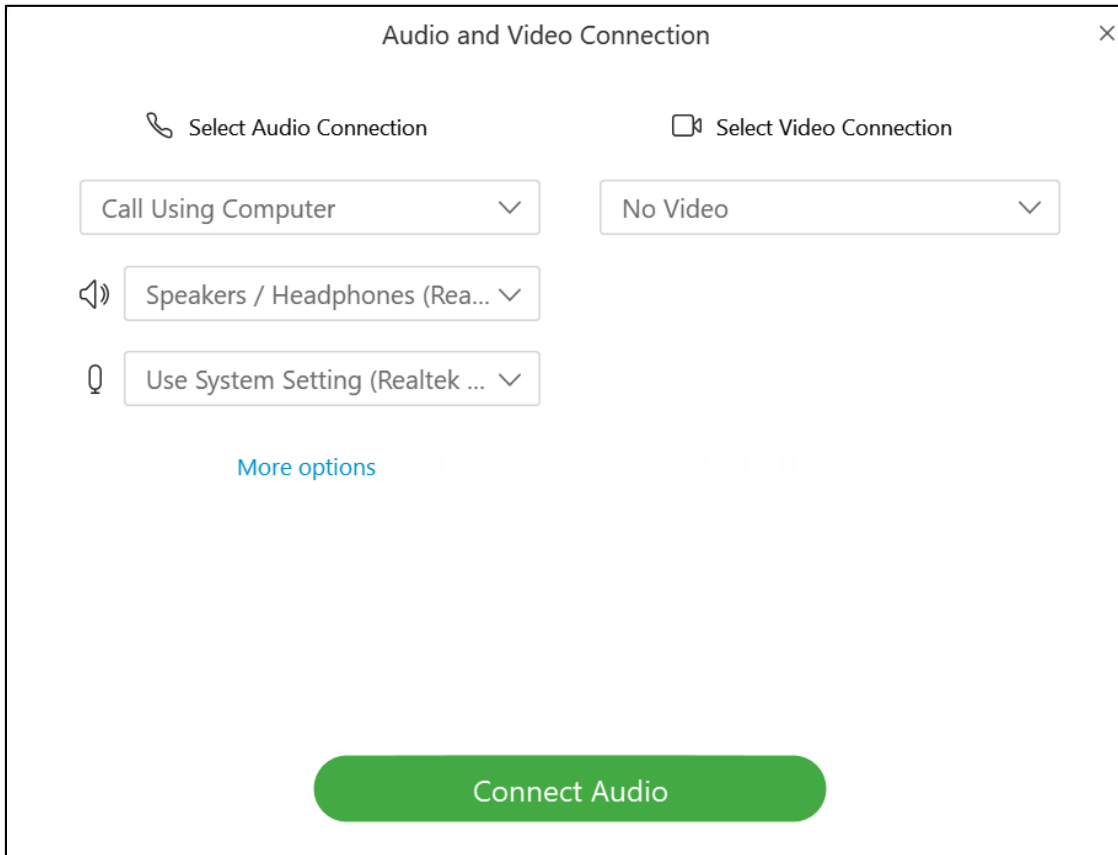 Audio and Video Connection
Select Audio Connection
Call Using Computer
Speakers / Headphones (Rea...
Use System Setting (Realtek ...
More options
Select Video Connection
No Video
Connect Audio